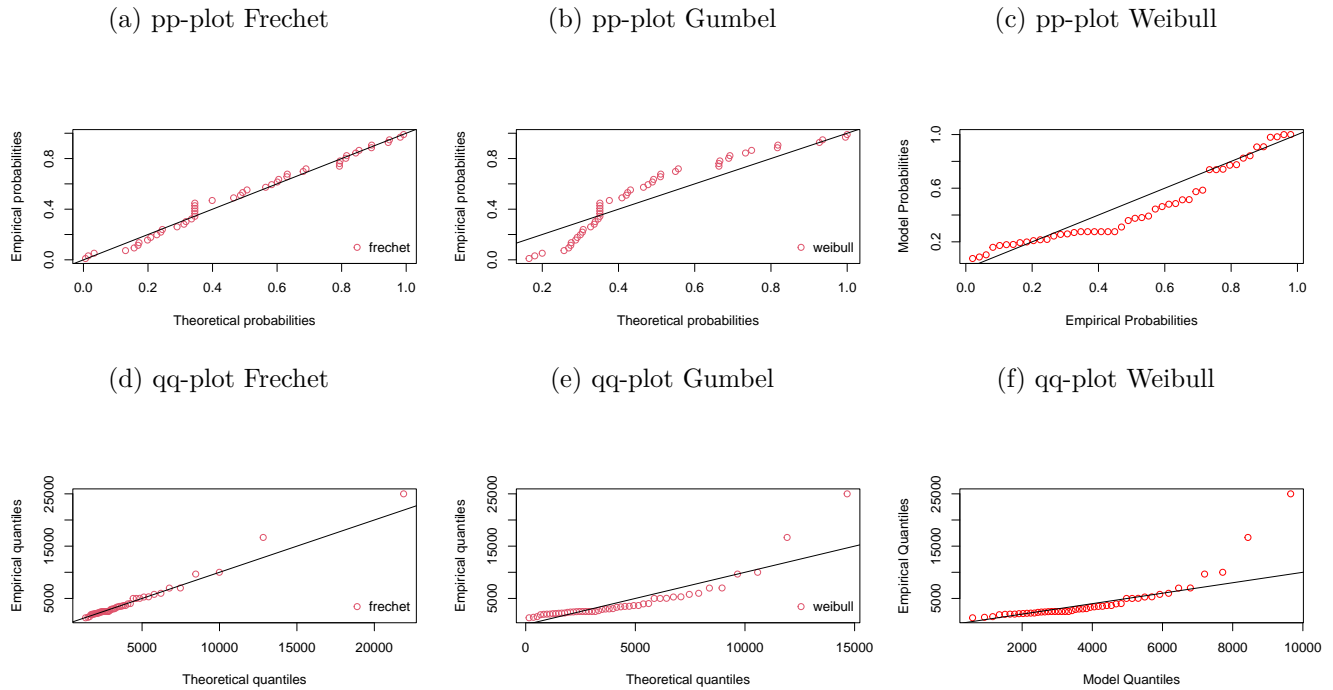 (a) pp-plot Frechet
(b) pp-plot Gumbel
(c) pp-plot Weibull
Empirical probabilities
0.0 0.4 0.8
frechet
0.0 0.2 0.4 0.6 0.8 1.0
Theoretical probabilities
Empirical probabilities
0.0 0.4 0.8
weibull
0.2 0.4 0.6 0.8 1.0
Theoretical probabilities
Model Probabilities
0.2 0.6 1.0
0.0 0.2 0.4 0.6 0.8 1.0
Empirical Probabilities
(d) qq-plot Frechet
(e) qq-plot Gumbel
(f) qq-plot Weibull
Empirical quantiles
5000 15000 25000
frechet
5000 10000 15000 20000
Theoretical quantiles
Empirical quantiles
5000 15000 25000
weibull
0 5000 10000 15000
Theoretical quantiles
Empirical Quantiles
5000 15000 25000
2000 4000 6000 8000 10000
Model Quantiles